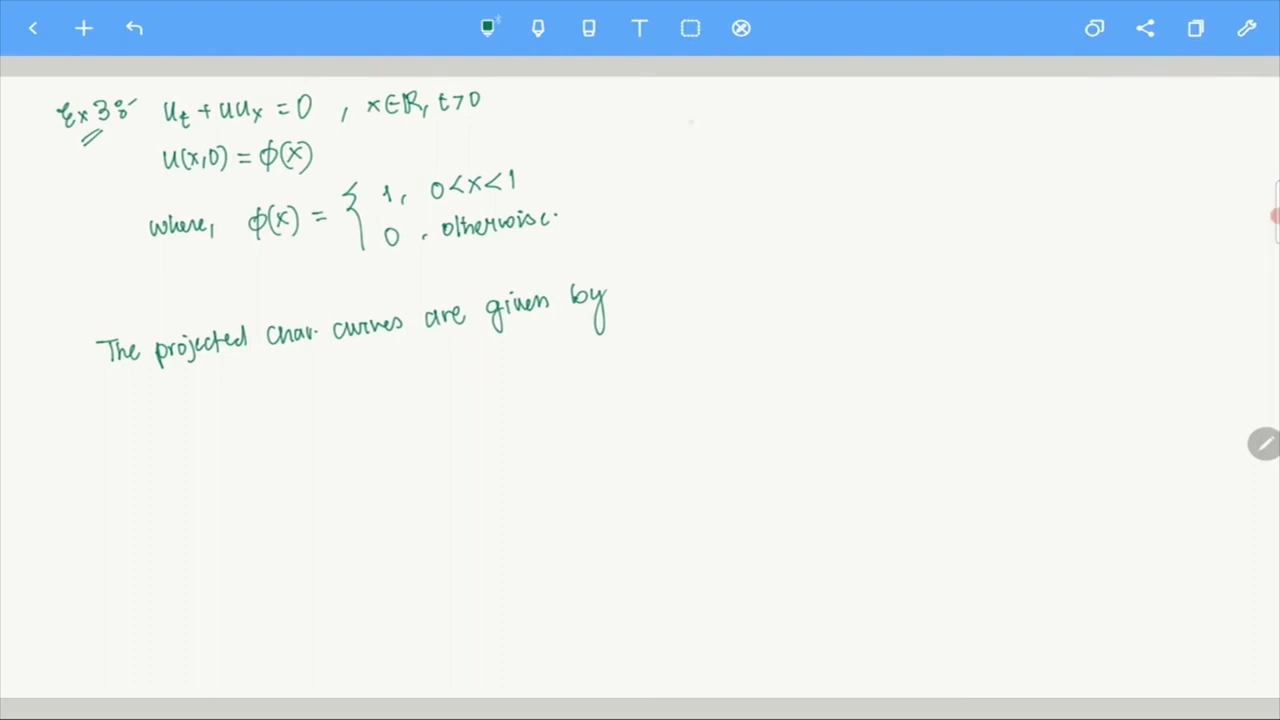 Ex 3:- u_t + uu_x = 0 , x∈ℝ, t>0
u(x,0) = ϕ(x)
where, ϕ(x) = { 1, 0<x<1
0, otherwise.
The projected char. curves are given by